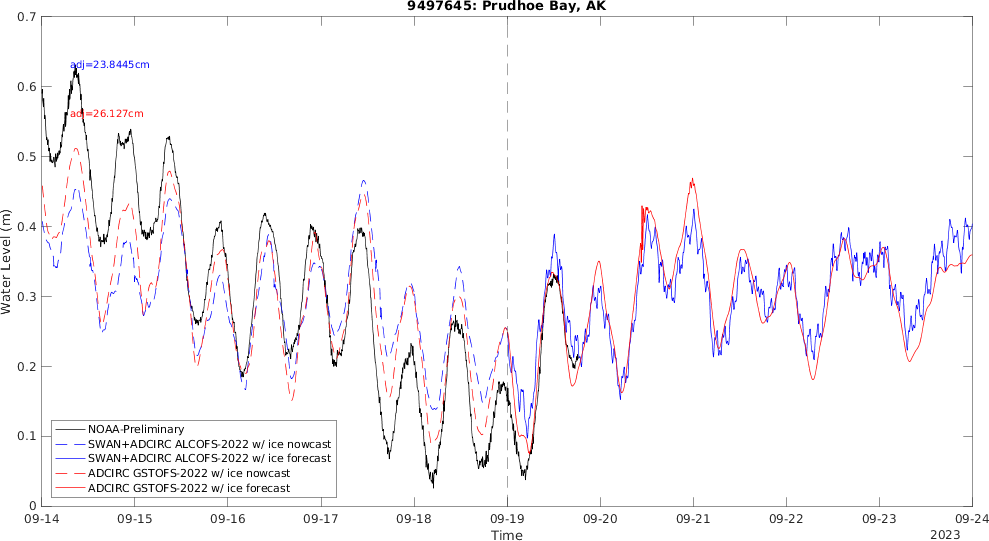 9497645: Prudhoe Bay, AK
0.7
0.6
0.5
0.4
0.3
0.2
0.1
0
Water Level (m)
adj=23.8445cm
adj=26.127cm
NOAA-Preliminary
SWAN+ADCIRC ALCOFS-2022 w/ ice nowcast
SWAN+ADCIRC ALCOFS-2022 w/ ice forecast
ADCIRC GSTOFS-2022 w/ ice nowcast
ADCIRC GSTOFS-2022 w/ ice forecast
09-14 09-15 09-16 09-17 09-18 09-19 09-20 09-21 09-22 09-23 09-24
Time
2023